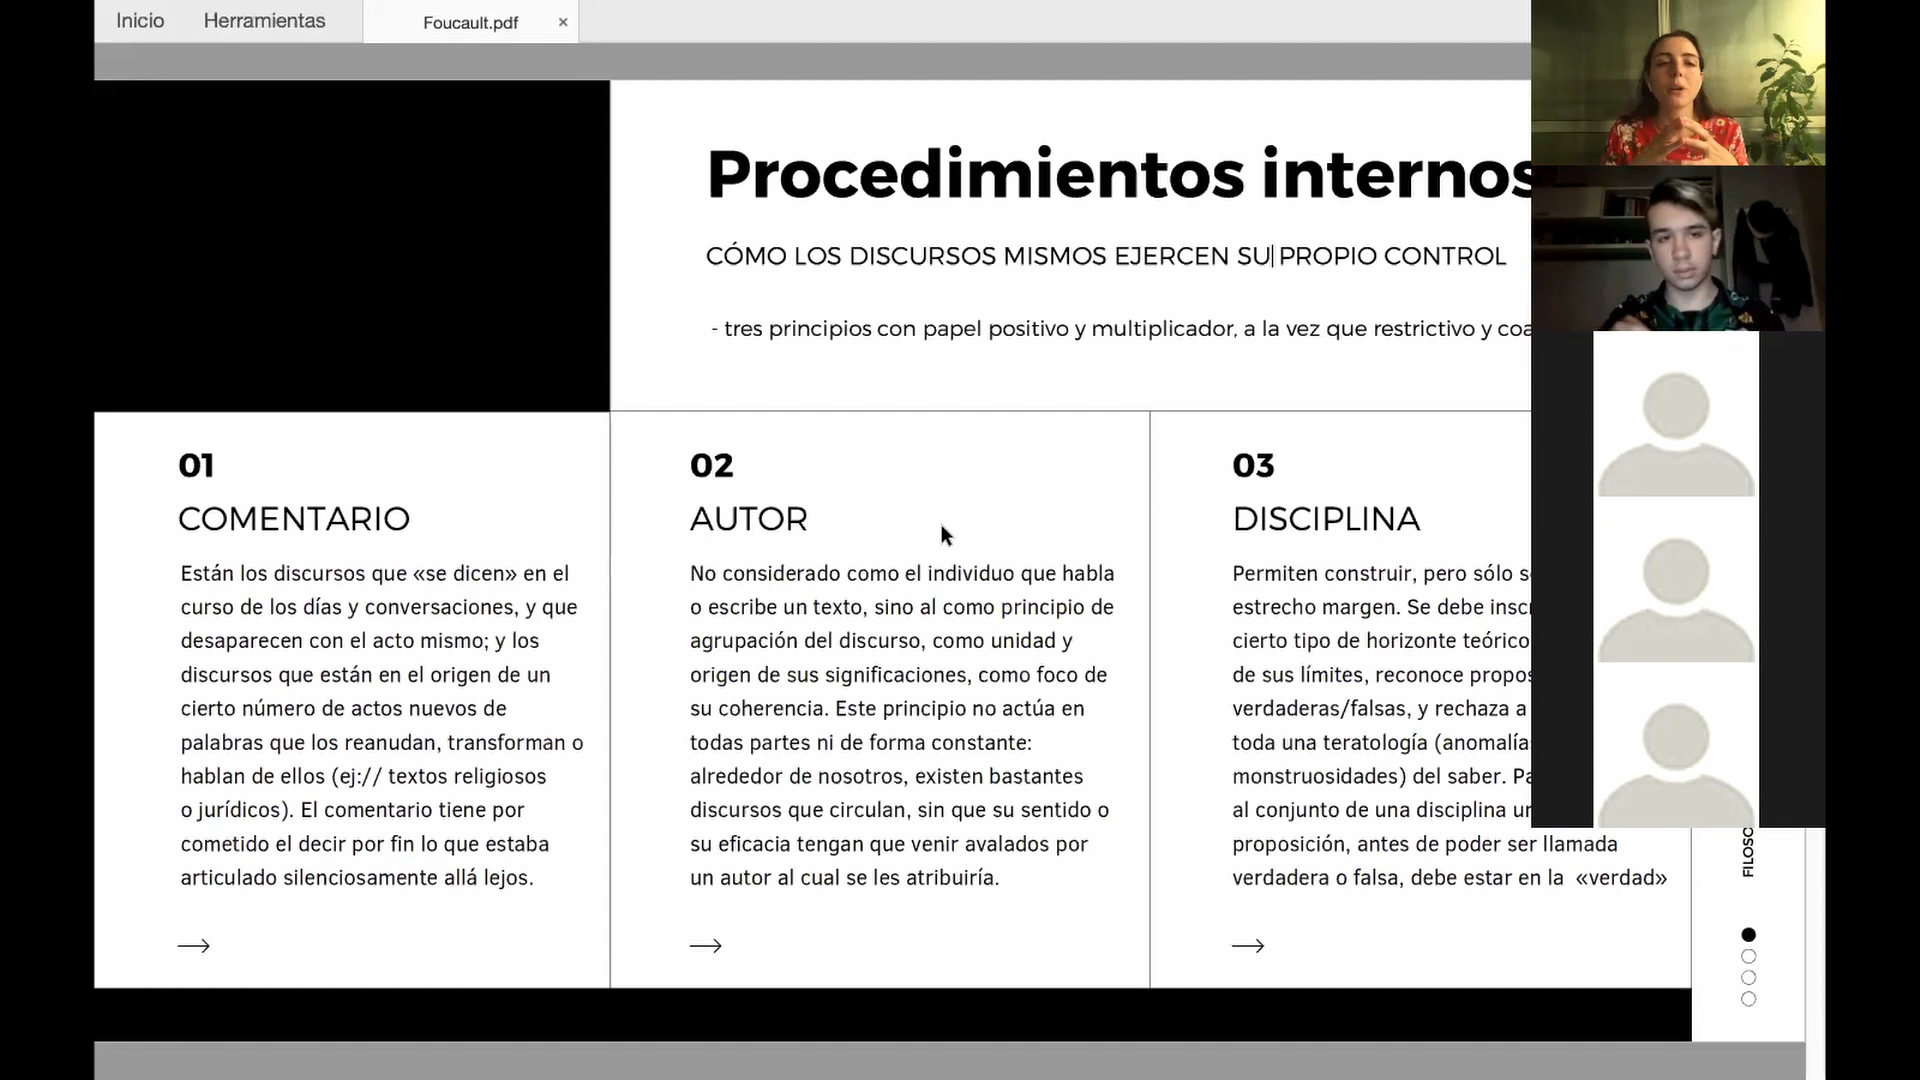 Inicio
Herramientas
Foucault.pdf
×
Procedimientos internos
CÓMO LOS DISCURSOS MISMOS EJERCEN SU PROPIO CONTROL
- tres principios con papel positivo y multiplicador, a la vez que restrictivo y
01
COMENTARIO
Están los discursos que «se dicen» en el
curso de los días y conversaciones, y que
desaparecen con el acto mismo; y los
discursos que están en el origen de un
cierto número de actos nuevos de
palabras que los reanudan, transforman o
hablan de ellos (ej:// textos religiosos
o jurídicos). El comentario tiene por
cometido el decir por fin lo que estaba
articulado silenciosamente allá lejos.
02
AUTOR
No considerado como el individuo que habla
o escribe un texto, sino al como principio de
agrupación del discurso, como unidad y
origen de sus significaciones, como foco de
su coherencia. Este principio no actúa en
todas partes ni de forma constante:
alrededor de nosotros, existen bastantes
discursos que circulan, sin que su sentido o
su eficacia tengan que venir avalados por
un autor al cual se les atribuiría.
03
DISCIPLINA
Permiten construir, pero sólo
estrecho margen. Se debe
cierto tipo de horizonte teórico
de sus límites, reconoce
verdaderas/falsas, y rechaza a
toda una teratología
monstruosidades) del saber.
al conjunto de una disciplina
proposición, antes de poder ser llamada
verdadera o falsa, debe estar en la «verdad»